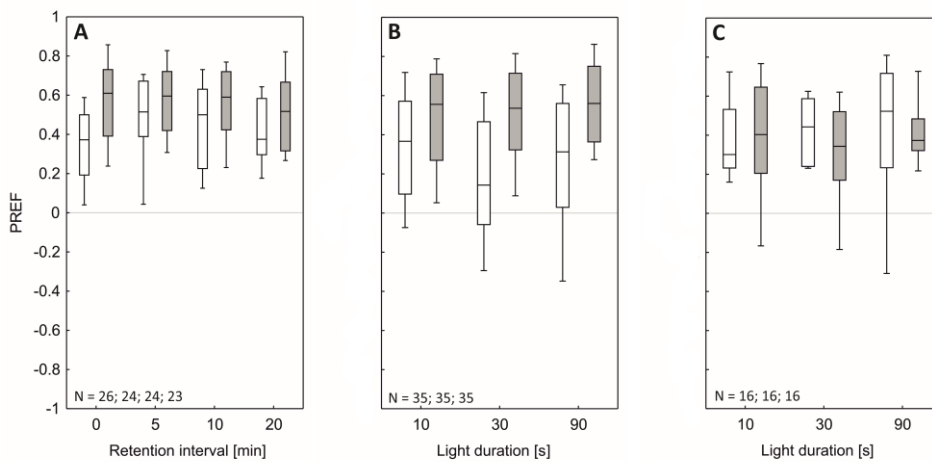 A
B
C
PREF
1
0.8
0.6
0.4
0.2
0
-0.2
-0.4
-0.6
-0.8
-1
N = 26; 24; 24; 23
N = 35; 35; 35
N = 16; 16; 16
0 5 10 20
10 30 90
10 30 90
Retention interval [min]
Light duration [s]
Light duration [s]